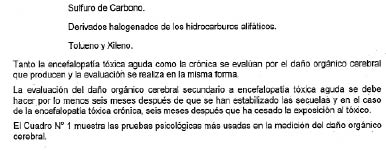 Sulfuro de Carbono.
Derivados halogenados de los hidrocarburos alifáticos.
Tolueno y Xileno.
Tanto la encefalopatía tóxica aguda como la crónica se evalúan por el daño orgánico cerebral
que producen y la evaluación se realiza en la misma forma.
La evaluación del daño orgánico cerebral secundario a encefalopatía tóxica aguda se debe
hacer por lo menos seis meses después de que se han estabilizado las secuelas y en el caso
de la encefalopatía tóxica crónica, seis meses después que ha cesado la exposición al tóxico.
El Cuadro N° 1 muestra las pruebas psicológicas más usadas en la medición del daño orgánico
cerebral.